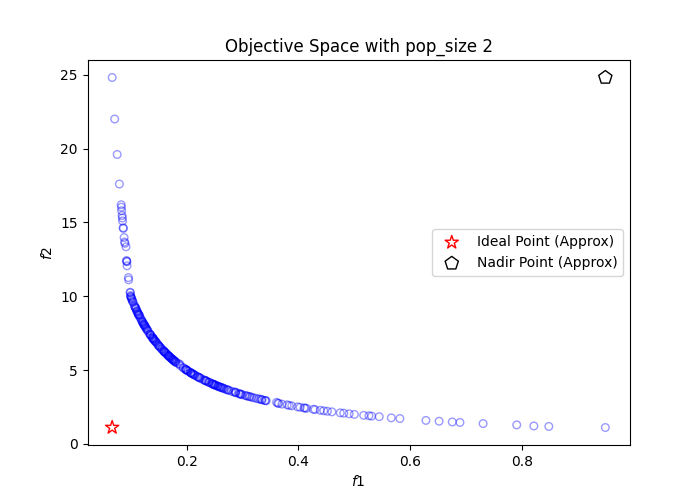 Objective Space with pop_size 2
f2
25
20
15
10
5
0
Ideal Point (Approx)
Nadir Point (Approx)
0.2 0.4 0.6 0.8
f1